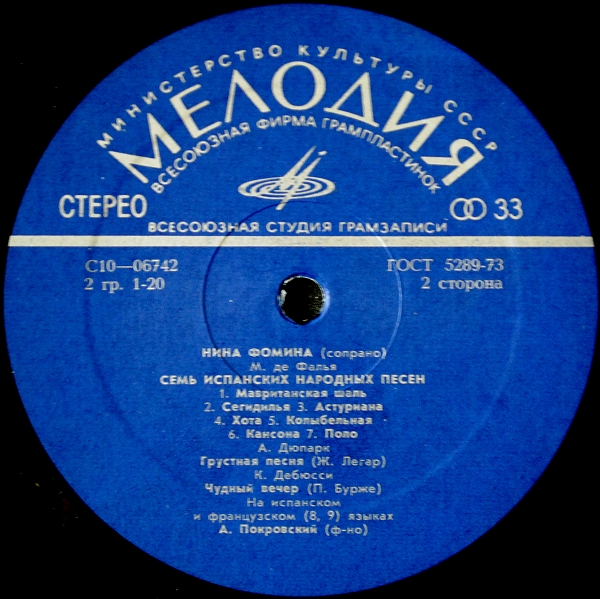 МИНИСТЕРСТВО КУЛЬТУРЫ СССР
МЕЛОДИЯ
ВСЕСОЮЗНАЯ ФИРМА ГРАМПЛАСТИНОК
СТЕРЕО 33
ВСЕСОЮЗНАЯ СТУДИЯ ГРАМЗАПИСИ
С10—06742 ГОСТ 5289-73
2 гр. 1-20 2 сторона
НИНА ФОМИНА (сопрано)
М. де Фалья
СЕМЬ ИСПАНСКИХ НАРОДНЫХ ПЕСЕН
1. Мавританская шаль
2. Сегидилья 3. Астуриана
4. Хота 5. Колыбельная
6. Кансона 7. Поло
А. Дюпарк
Грустная песня (Ж. Легар)
К. Дебюсси
Чудный вечер (П. Бурже)
На испанском
и французском (8, 9) языках
А. Покровский (ф-но)